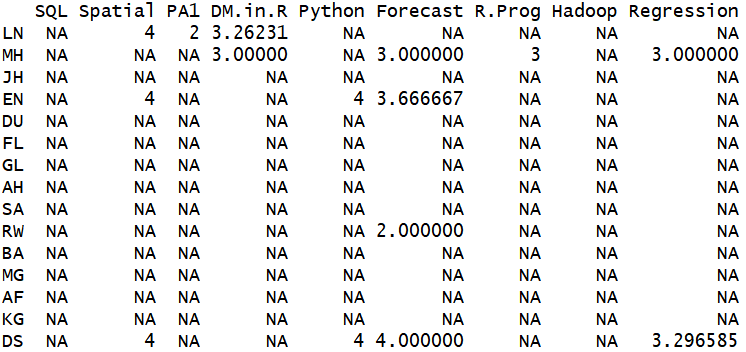 SQL Spatial PA1 DM.in.R Python Forecast R.Prog Hadoop Regression
LN  NA       4   2 3.26231     NA       NA     NA     NA         NA
MH  NA      NA  NA 3.00000     NA 3.000000      3     NA   3.000000
JH  NA      NA  NA      NA     NA       NA     NA     NA         NA
EN  NA       4  NA      NA      4 3.666667     NA     NA         NA
DU  NA      NA  NA      NA     NA       NA     NA     NA         NA
FL  NA      NA  NA      NA     NA       NA     NA     NA         NA
GL  NA      NA  NA      NA     NA       NA     NA     NA         NA
AH  NA      NA  NA      NA     NA       NA     NA     NA         NA
SA  NA      NA  NA      NA     NA       NA     NA     NA         NA
RW  NA      NA  NA      NA     NA 2.000000     NA     NA         NA
BA  NA      NA  NA      NA     NA       NA     NA     NA         NA
MG  NA      NA  NA      NA     NA       NA     NA     NA         NA
AF  NA      NA  NA      NA     NA       NA     NA     NA         NA
KG  NA      NA  NA      NA     NA       NA     NA     NA         NA
DS  NA       4  NA      NA      4 4.000000     NA     NA   3.296585